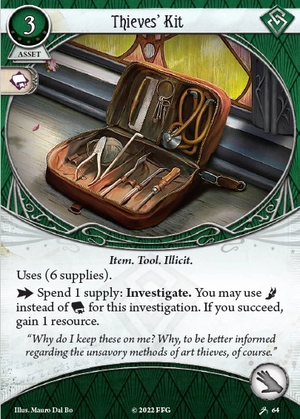 Thieves' Kit
3
ASSET
Item. Tool. Illicit.
Uses (6 supplies).
Spend 1 supply: Investigate. You may use
instead of for this investigation. If you succeed,
gain 1 resource.
"Why do I keep these on me? Why, to be better informed
regarding the unsavory methods of art thieves, of course."
Illus. Mauro Dal Bo
© 2022 FFG
64